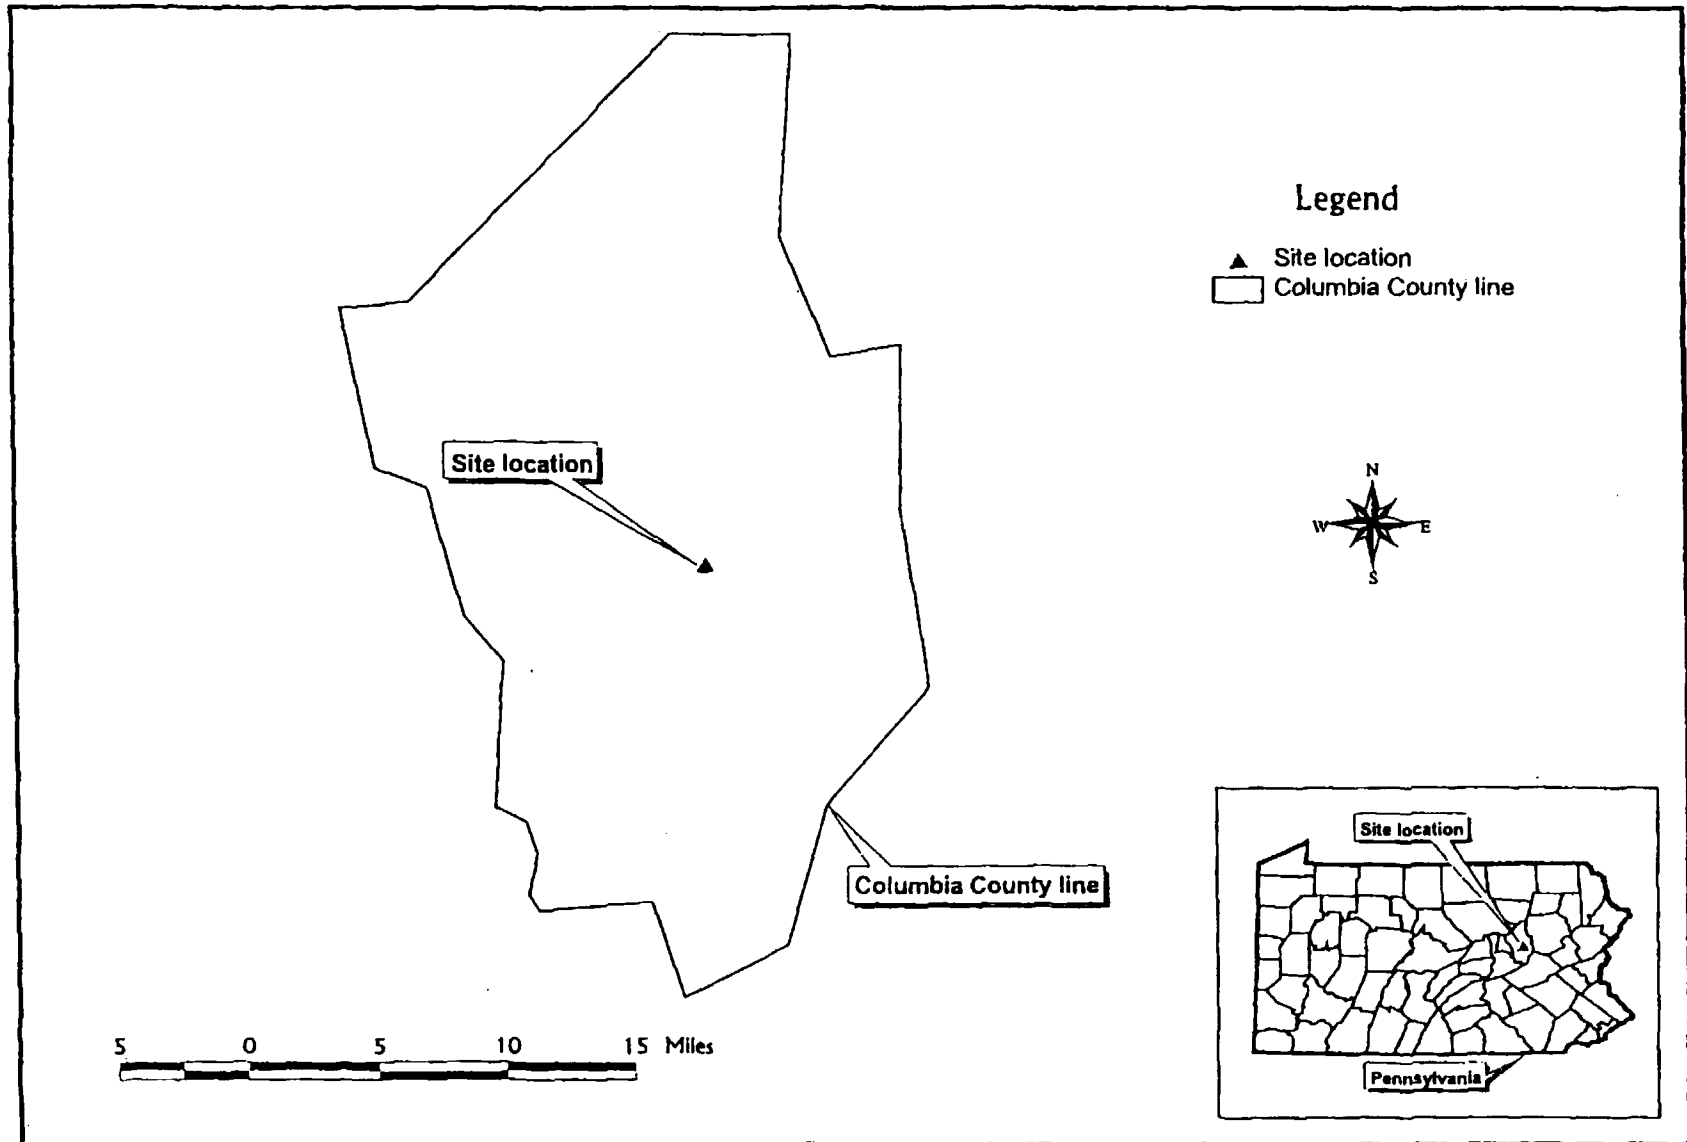 Legend
Site location
Columbia County line
Site location
N
W E
S
Site location
Columbia County line
5 0 5 10 15 Miles
Pennsylvania